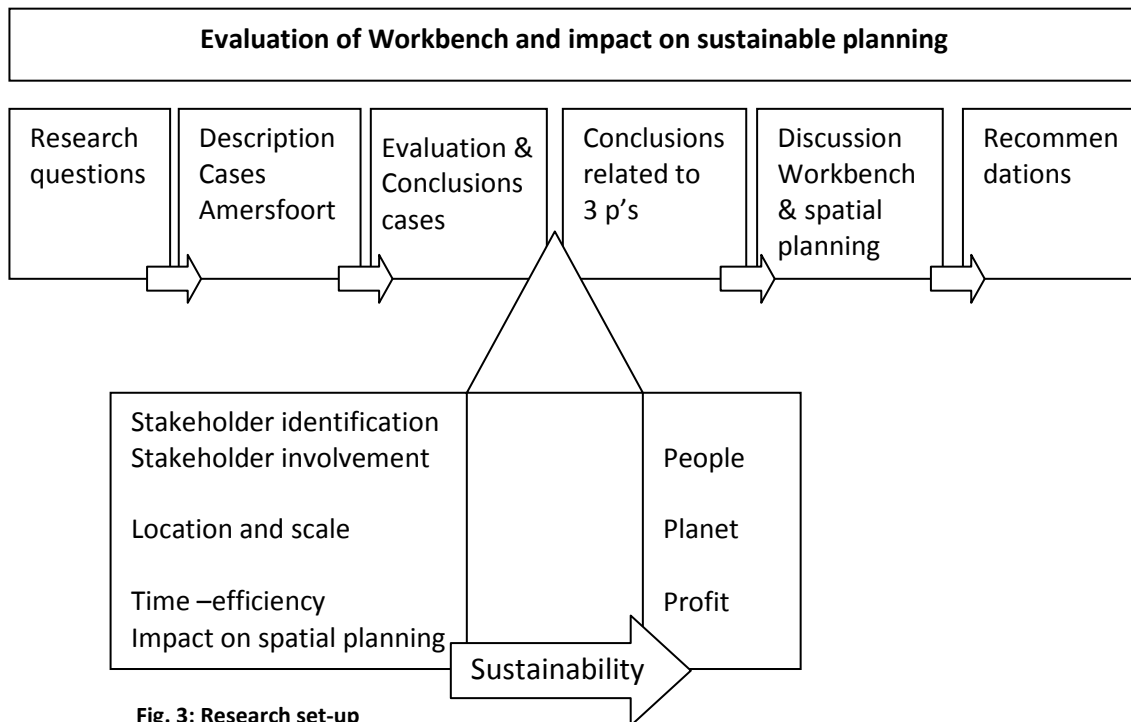 Evaluation of Workbench and impact on sustainable planning
Research
questions
Description
Cases
Amersfoort
Evaluation &
Conclusions
cases
Conclusions
related to
3 p's
Discussion
Workbench
& spatial
planning
Recommen
dations
Stakeholder identification
Stakeholder involvement
Location and scale
Time –efficiency
Impact on spatial planning
People
Planet
Profit
Sustainability
Fig. 3: Research set-up